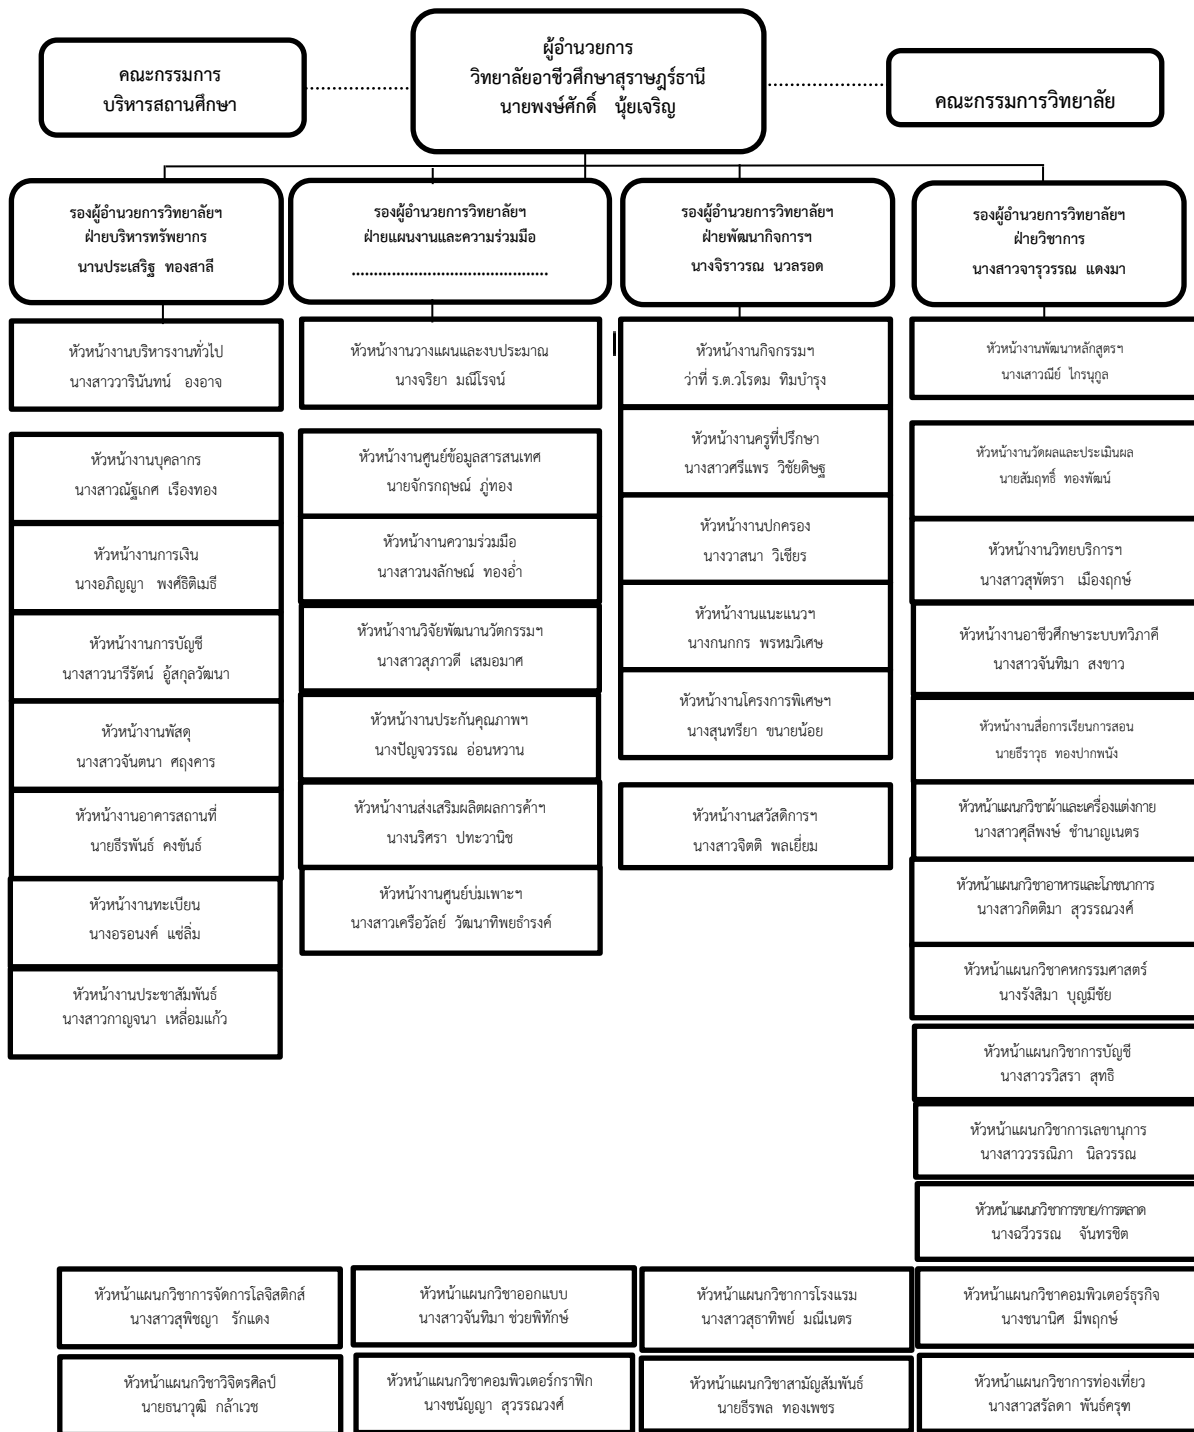 คณะกรรมการ
บริหารสถานศึกษา
ผู้อำนวยการ
วิทยาลัยอาชีวศึกษาสุราษฎร์ธานี
นายพงษ์ศักดิ์ นุ้ยเจริญ
คณะกรรมการวิทยาลัย
รองผู้อำนวยการวิทยาลัยฯ
ฝ่ายบริหารทรัพยากร
นานประเสริฐ ทองสาลี
รองผู้อำนวยการวิทยาลัยฯ
ฝ่ายแผนงานและความร่วมมือ
............................................
รองผู้อำนวยการวิทยาลัยฯ
ฝ่ายพัฒนากิจการฯ
นางจิราวรณ นวลรอด
รองผู้อำนวยการวิทยาลัยฯ
ฝ่ายวิชาการ
นางสาวจารุวรรณ แดงมา
หัวหน้างานบริหารงานทั่วไป
นางสาววารินันทน์ องอาจ
หัวหน้างานบุคลากร
นางสาวณัฐเกศ เรืองทอง
หัวหน้างานการเงิน
นางอภิญญา พงศ์ธิติเมธี
หัวหน้างานการบัญชี
นางสาวนารีรัตน์ อู้สกุลวัฒนา
หัวหน้างานพัสดุ
นางสาวจันตนา ศฤงคาร
หัวหน้างานอาคารสถานที่
นายธีรพันธ์ คงขันธ์
หัวหน้างานทะเบียน
นางอรอนงค์ แซ่ลิ่ม
หัวหน้างานประชาสัมพันธ์
นางสาวกาญจนา เหลื่อมแก้ว
หัวหน้างานวางแผนและงบประมาณ
นางจริยา มณีโรจน์
หัวหน้างานศูนย์ข้อมูลสารสนเทศ
นายจักรกฤษณ์ ภู่ทอง
หัวหน้างานความร่วมมือ
นางสาวนงลักษณ์ ทองอ่ำ
หัวหน้างานวิจัยพัฒนานวัตกรรมฯ
นางสาวสุภาวดี เสมอมาศ
หัวหน้างานประกันคุณภาพฯ
นางปัญจวรรณ อ่อนหวาน
หัวหน้างานส่งเสริมผลิตผลการค้าฯ
นางนริศรา ปทะวานิช
หัวหน้างานศูนย์บ่มเพาะฯ
นางสาวเครือวัลย์ วัฒนาทิพยธำรงค์
หัวหน้างานกิจกรรมฯ
ว่าที่ ร.ต.วโรดม ทิมบำรุง
หัวหน้างานครูที่ปรึกษา
นางสาวศรีแพร วิชัยดิษฐ
หัวหน้างานปกครอง
นางวาสนา วิเชียร
หัวหน้างานแนะแนวฯ
นางกนกกร พรหมวิเศษ
หัวหน้างานโครงการพิเศษฯ
นางสุนทรียา ขนายน้อย
หัวหน้างานสวัสดิการฯ
นางสาวจิตติ พลเยี่ยม
หัวหน้างานพัฒนาหลักสูตรฯ
นางเสาวณีย์ ไกรนุกูล
หัวหน้างานวัดผลและประเมินผล
นายสัมฤทธิ์ ทองพัฒน์
หัวหน้างานวิทยบริการฯ
นางสาวสุพัตรา เมืองฤกษ์
หัวหน้างานอาชีวศึกษาระบบทวิภาคี
นางสาวจันทิมา สงขาว
หัวหน้างานสื่อการเรียนการสอน
นายธีราวุธ ทองปากพนัง
หัวหน้าแผนกวิชาผ้าและเครื่องแต่งกาย
นางสาวศุลีพงษ์ ชำนาญเนตร
หัวหน้าแผนกวิชาอาหารและโภชนาการ
นางสาวกิตติมา สุวรรณวงศ์
หัวหน้าแผนกวิชาคหกรรมศาสตร์
นางรังสิมา บุญมีชัย
หัวหน้าแผนกวิชาการบัญชี
นางสาวรวิสรา สุทธิ
หัวหน้าแผนกวิชาการเลขานุการ
นางสาววรรณิภา นิลวรรณ
หัวหน้าแผนกวิชาการขาย/การตลาด
นางฉวีวรรณ จันทรชิต
หัวหน้าแผนกวิชาการจัดการโลจิสติกส์
นางสาวสุพิชญา รักแดง
หัวหน้าแผนกวิชาออกแบบ
นางสาวจันทิมา ช่วยพิทักษ์
หัวหน้าแผนกวิชาการโรงแรม
นางสาวสุธาทิพย์ มณีเนตร
หัวหน้าแผนกวิชาคอมพิวเตอร์ธุรกิจ
นางชนานิศ มีพฤกษ์
หัวหน้าแผนกวิชาวิจิตรศิลป์
นายธนาวุฒิ กล้าเวช
หัวหน้าแผนกวิชาคอมพิวเตอร์กราฟิก
นางชนัญญา สุวรรณวงศ์
หัวหน้าแผนกวิชาสามัญสัมพันธ์
นายธีรพล ทองเพชร
หัวหน้าแผนกวิชาการท่องเที่ยว
นางสาวสรัลดา พันธ์ครุฑ